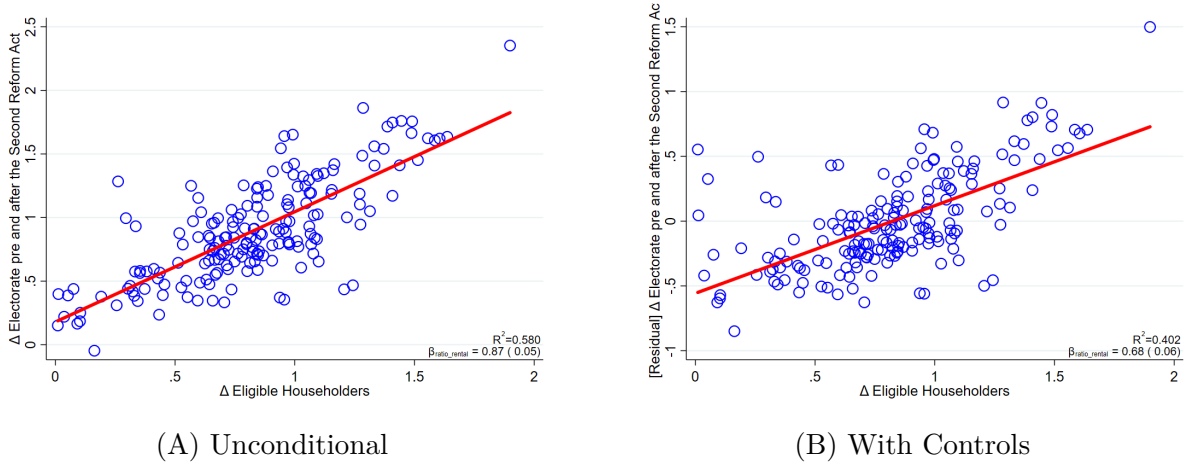 Δ Electorate pre and after the Second Reform Act
2.5
2
1.5
1
.5
0
R²=0.580
β_ratio_rental = 0.87 ( 0.05)
0 .5 1 1.5 2
Δ Eligible Householders
(A) Unconditional
[Residual] Δ Electorate pre and after the Second Reform Ac
1.5
1
.5
0
-.5
-1
R²=0.402
β_ratio_rental = 0.68 ( 0.06)
0 .5 1 1.5 2
Δ Eligible Householders
(B) With Controls